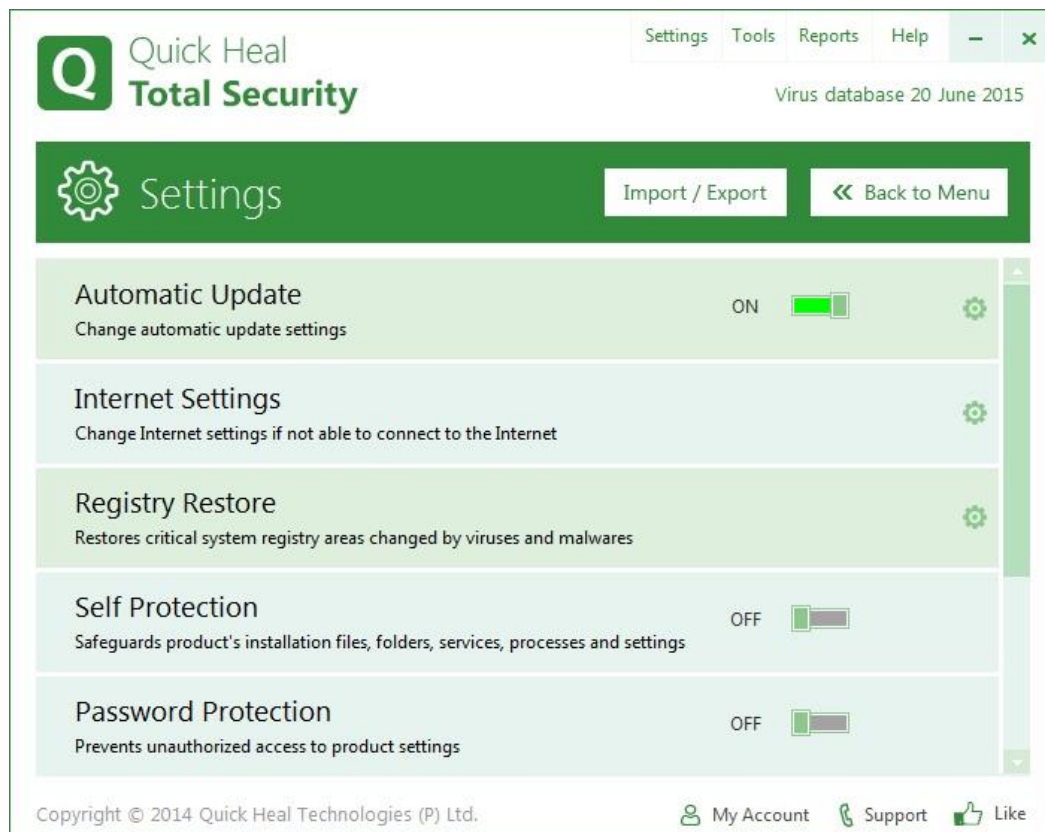 Settings Tools Reports Help
Q
Quick Heal
Total Security
Virus database 20 June 2015
Settings
Import / Export
Back to Menu
Automatic Update
Change automatic update settings
ON
Internet Settings
Change Internet settings if not able to connect to the Internet
Registry Restore
Restores critical system registry areas changed by viruses and malwares
Self Protection
Safeguards product's installation files, folders, services, processes and settings
OFF
Password Protection
Prevents unauthorized access to product settings
OFF
Copyright © 2014 Quick Heal Technologies (P) Ltd.
My Account
Support
Like